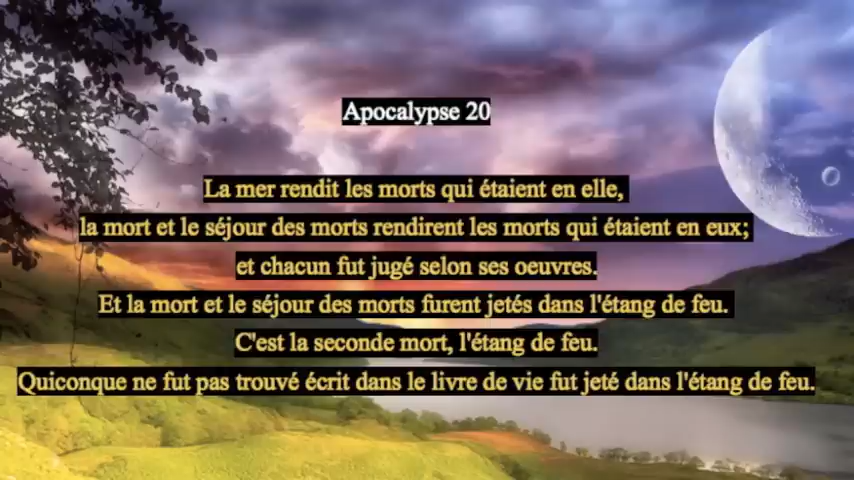 Apocalypse 20
La mer rendit les morts qui étaient en elle,
la mort et le séjour des morts rendirent les morts qui étaient en eux;
et chacun fut jugé selon ses oeuvres.
Et la mort et le séjour des morts furent jetés dans l'étang de feu.
C'est la seconde mort, l'étang de feu.
Quiconque ne fut pas trouvé écrit dans le livre de vie fut jeté dans l'étang de feu.